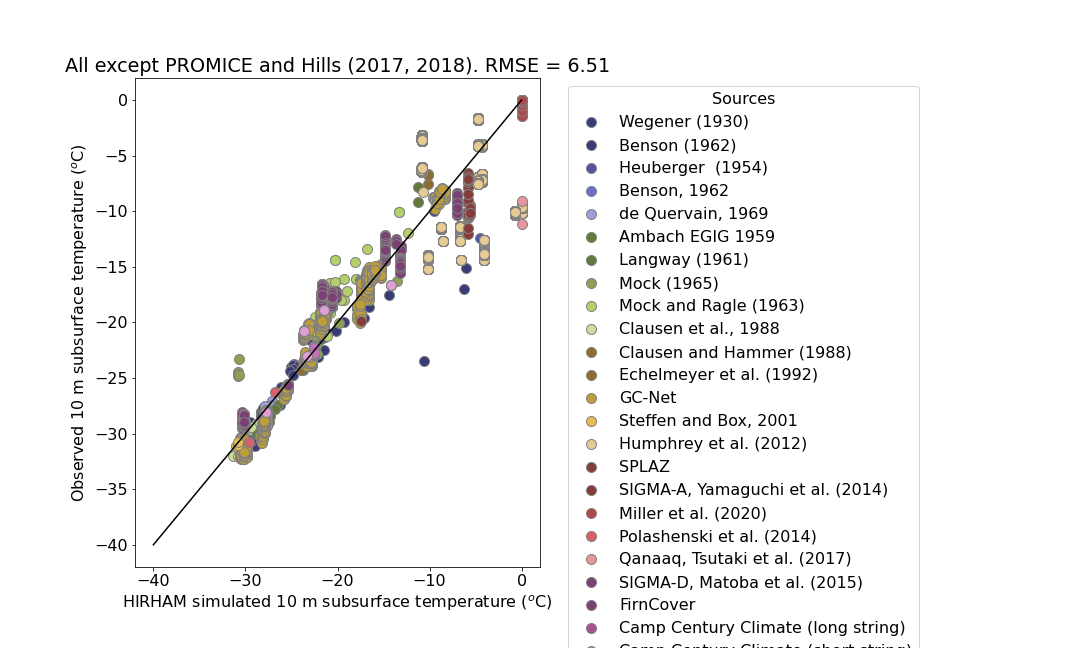 All except PROMICE and Hills (2017, 2018). RMSE = 6.51
Observed 10 m subsurface temperature (°C)
0
−5
−10
−15
−20
−25
−30
−35
−40
−40
−30
−20
−10
0
HIRHAM simulated 10 m subsurface temperature (°C)
Sources
Wegener (1930)
Benson (1962)
Heuberger  (1954)
Benson, 1962
de Quervain, 1969
Ambach EGIG 1959
Langway (1961)
Mock (1965)
Mock and Ragle (1963)
Clausen et al., 1988
Clausen and Hammer (1988)
Echelmeyer et al. (1992)
GC-Net
Steffen and Box, 2001
Humphrey et al. (2012)
SPLAZ
SIGMA-A, Yamaguchi et al. (2014)
Miller et al. (2020)
Polashenski et al. (2014)
Qanaaq, Tsutaki et al. (2017)
SIGMA-D, Matoba et al. (2015)
FirnCover
Camp Century Climate (long string)
Camp Century Climate (short string)